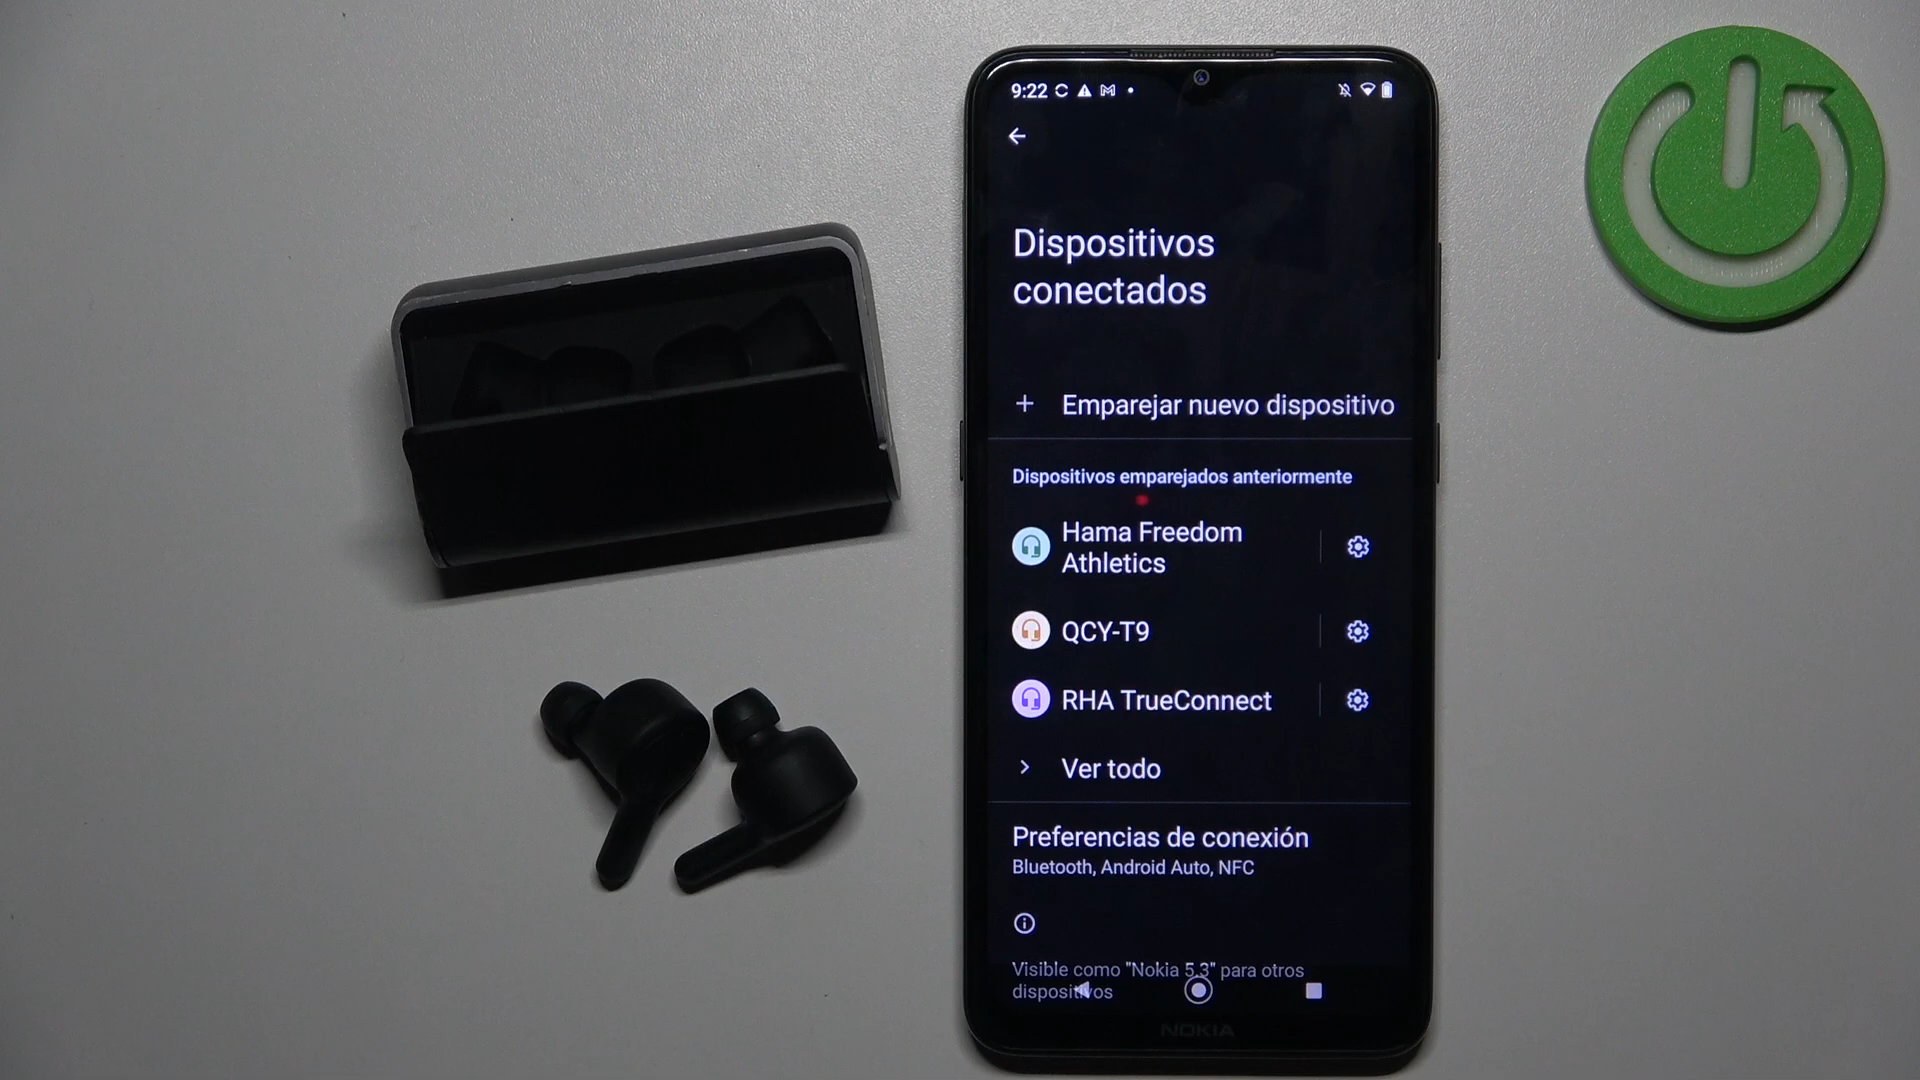 9:22
Dispositivos
conectados
Emparejar nuevo dispositivo
Dispositivos emparejados anteriormente
Hama Freedom
Athletics
QCY-T9
RHA TrueConnect
Ver todo
Preferencias de conexión
Bluetooth, Android Auto, NFC
Visible como "Nokia 5.3" para otros
dispositivos
NOKIA